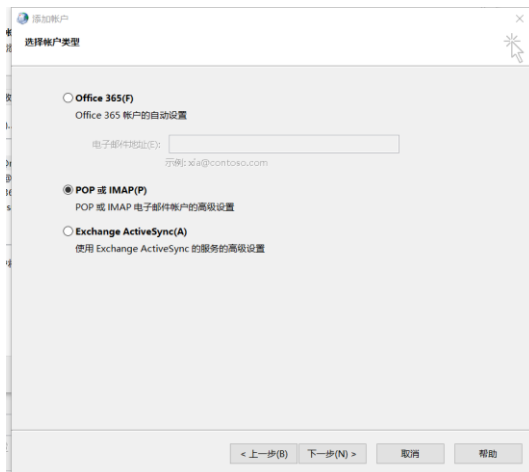 添加帐户
选择帐户类型
Office 365(F)
Office 365 帐户的自动设置
电子邮件地址(E):
示例: xia@contoso.com
POP 或 IMAP(P)
POP 或 IMAP 电子邮件帐户的高级设置
Exchange ActiveSync(A)
使用 Exchange ActiveSync 的服务的高级设置
< 上一步(B) 下一步(N) > 取消 帮助